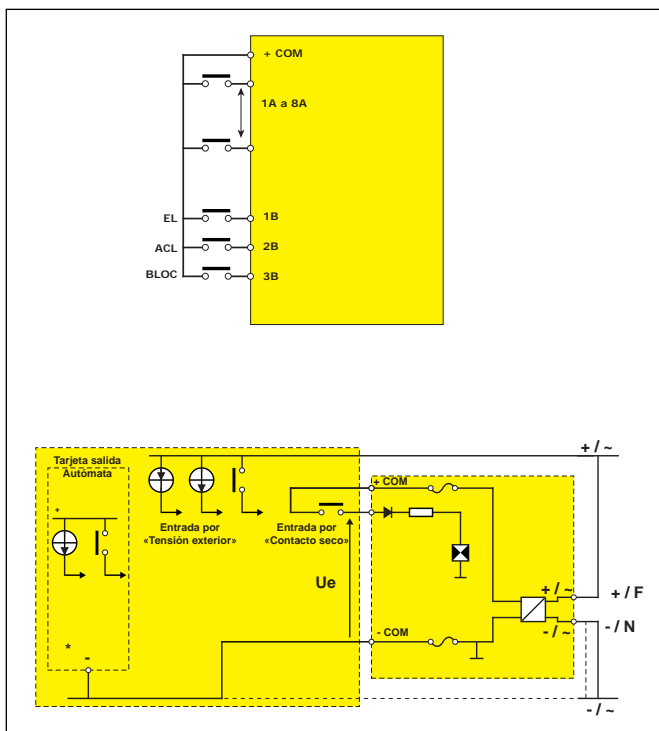 + COM
1A a 8A
EL
1B
ACL
2B
BLOC
3B
+ / ~
Tarjeta salida
Autómata
+
+ COM
Entrada por
«Tensión exterior»
Entrada por
«Contacto seco»
Ue
+ / ~
+ / F
- COM
- / ~
- / N
*
-
- / ~